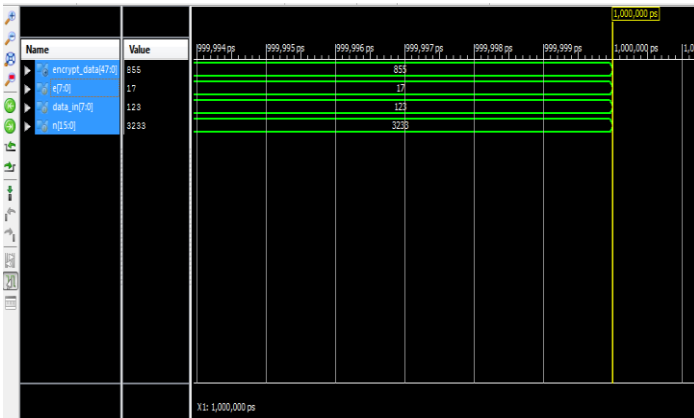 1,000,000 ps
Name Value 999,994 ps 999,995 ps 999,996 ps 999,997 ps 999,998 ps 999,999 ps 1,000,000 ps 1,0
encrypt_data[47:0] 855 855
e[7:0] 17 17
data_in[7:0] 123 123
n[15:0] 3233 3233
X1: 1,000,000 ps